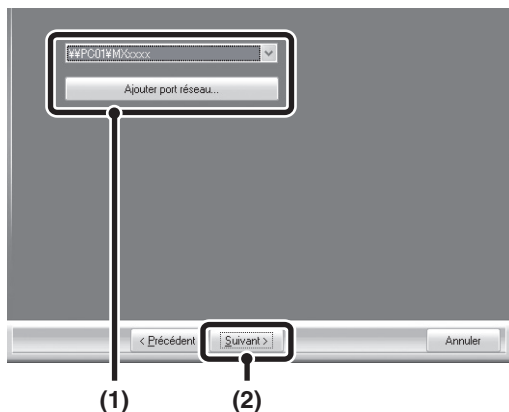 ¥¥PC01¥MXxxxx
Ajouter port réseau...
< Précédent
Suivant >
Annuler
(1)
(2)